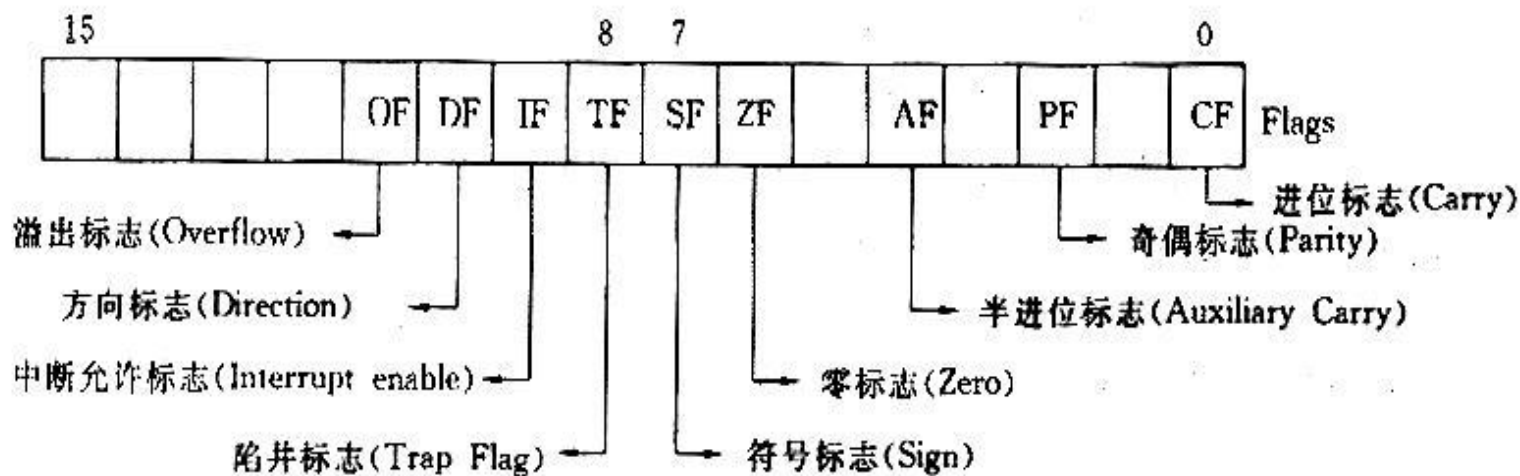 15 8 7 0
OF DF IF TF SF ZF AF PF CF Flags
进位标志(Carry)
溢出标志(Overflow)
奇偶标志(Parity)
方向标志(Direction)
半进位标志(Auxiliary Carry)
中断允许标志(Interrupt enable)
零标志(Zero)
陷井标志(Trap Flag)
符号标志(Sign)